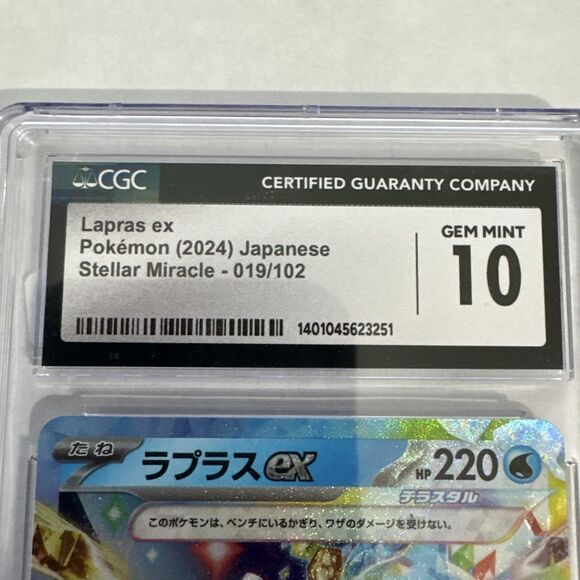 CGC
CERTIFIED GUARANTY COMPANY
Lapras ex
Pokémon (2024) Japanese
Stellar Miracle - 019/102
GEM MINT
10
1401045623251
たね
ラプラスex
HP 220
テラスタル
このポケモンは、ベンチにいるかぎり、ワザのダメージを受けない。